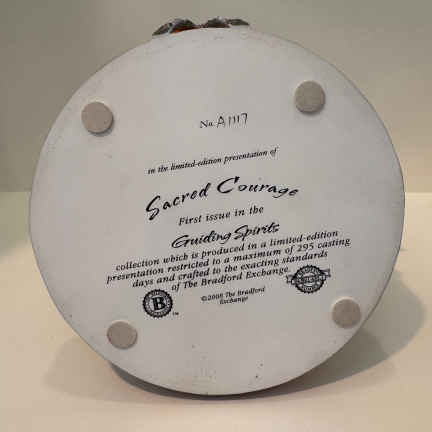 No. A1117
in the limited-edition presentation of
Sacred Courage
First issue in the
Guiding Spirits
collection which is produced in a limited-edition
presentation restricted to a maximum of 295 casting
days and crafted to the exacting standards
of The Bradford Exchange.
B
™
©2008 The Bradford
Exchange